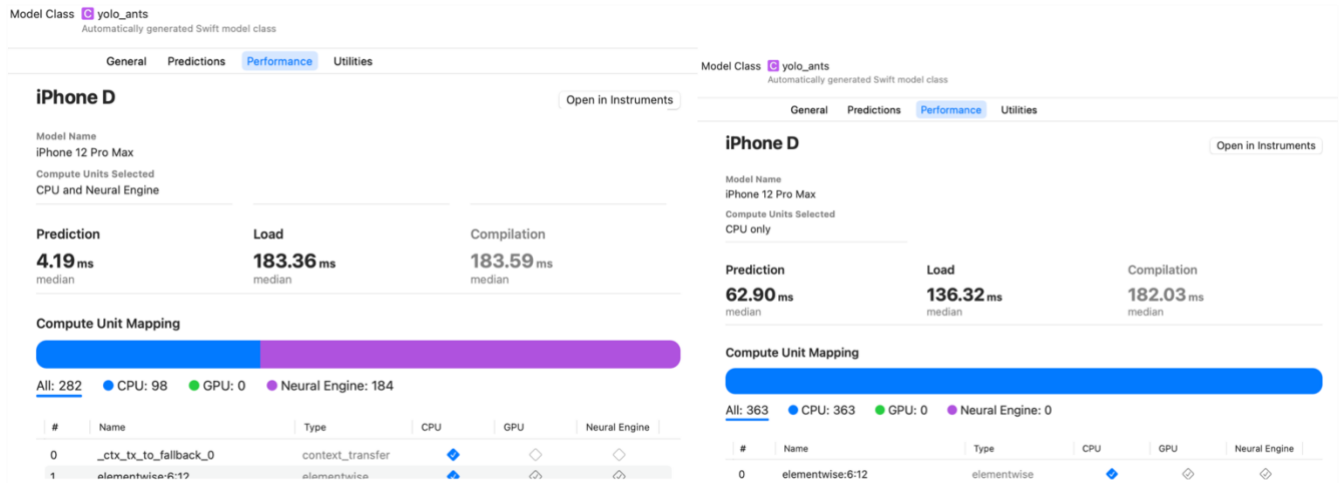 Model Class C yolo_ants
Automatically generated Swift model class
General Predictions Performance Utilities
iPhone D
Open in Instruments
Model Name
iPhone 12 Pro Max
Compute Units Selected
CPU and Neural Engine
Prediction Load Compilation
4.19 ms 183.36 ms 183.59 ms
median median median
Compute Unit Mapping
All: 282 CPU: 98 GPU: 0 Neural Engine: 184
# Name Type CPU GPU Neural Engine
0 _ctx_tx_to_fallback_0 context_transfer
1 elementwise:6:12 elementwise
Model Class C yolo_ants
Automatically generated Swift model class
General Predictions Performance Utilities
iPhone D
Open in Instruments
Model Name
iPhone 12 Pro Max
Compute Units Selected
CPU only
Prediction Load Compilation
62.90 ms 136.32 ms 182.03 ms
median median median
Compute Unit Mapping
All: 363 CPU: 363 GPU: 0 Neural Engine: 0
# Name Type CPU GPU Neural Engine
0 elementwise:6:12 elementwise